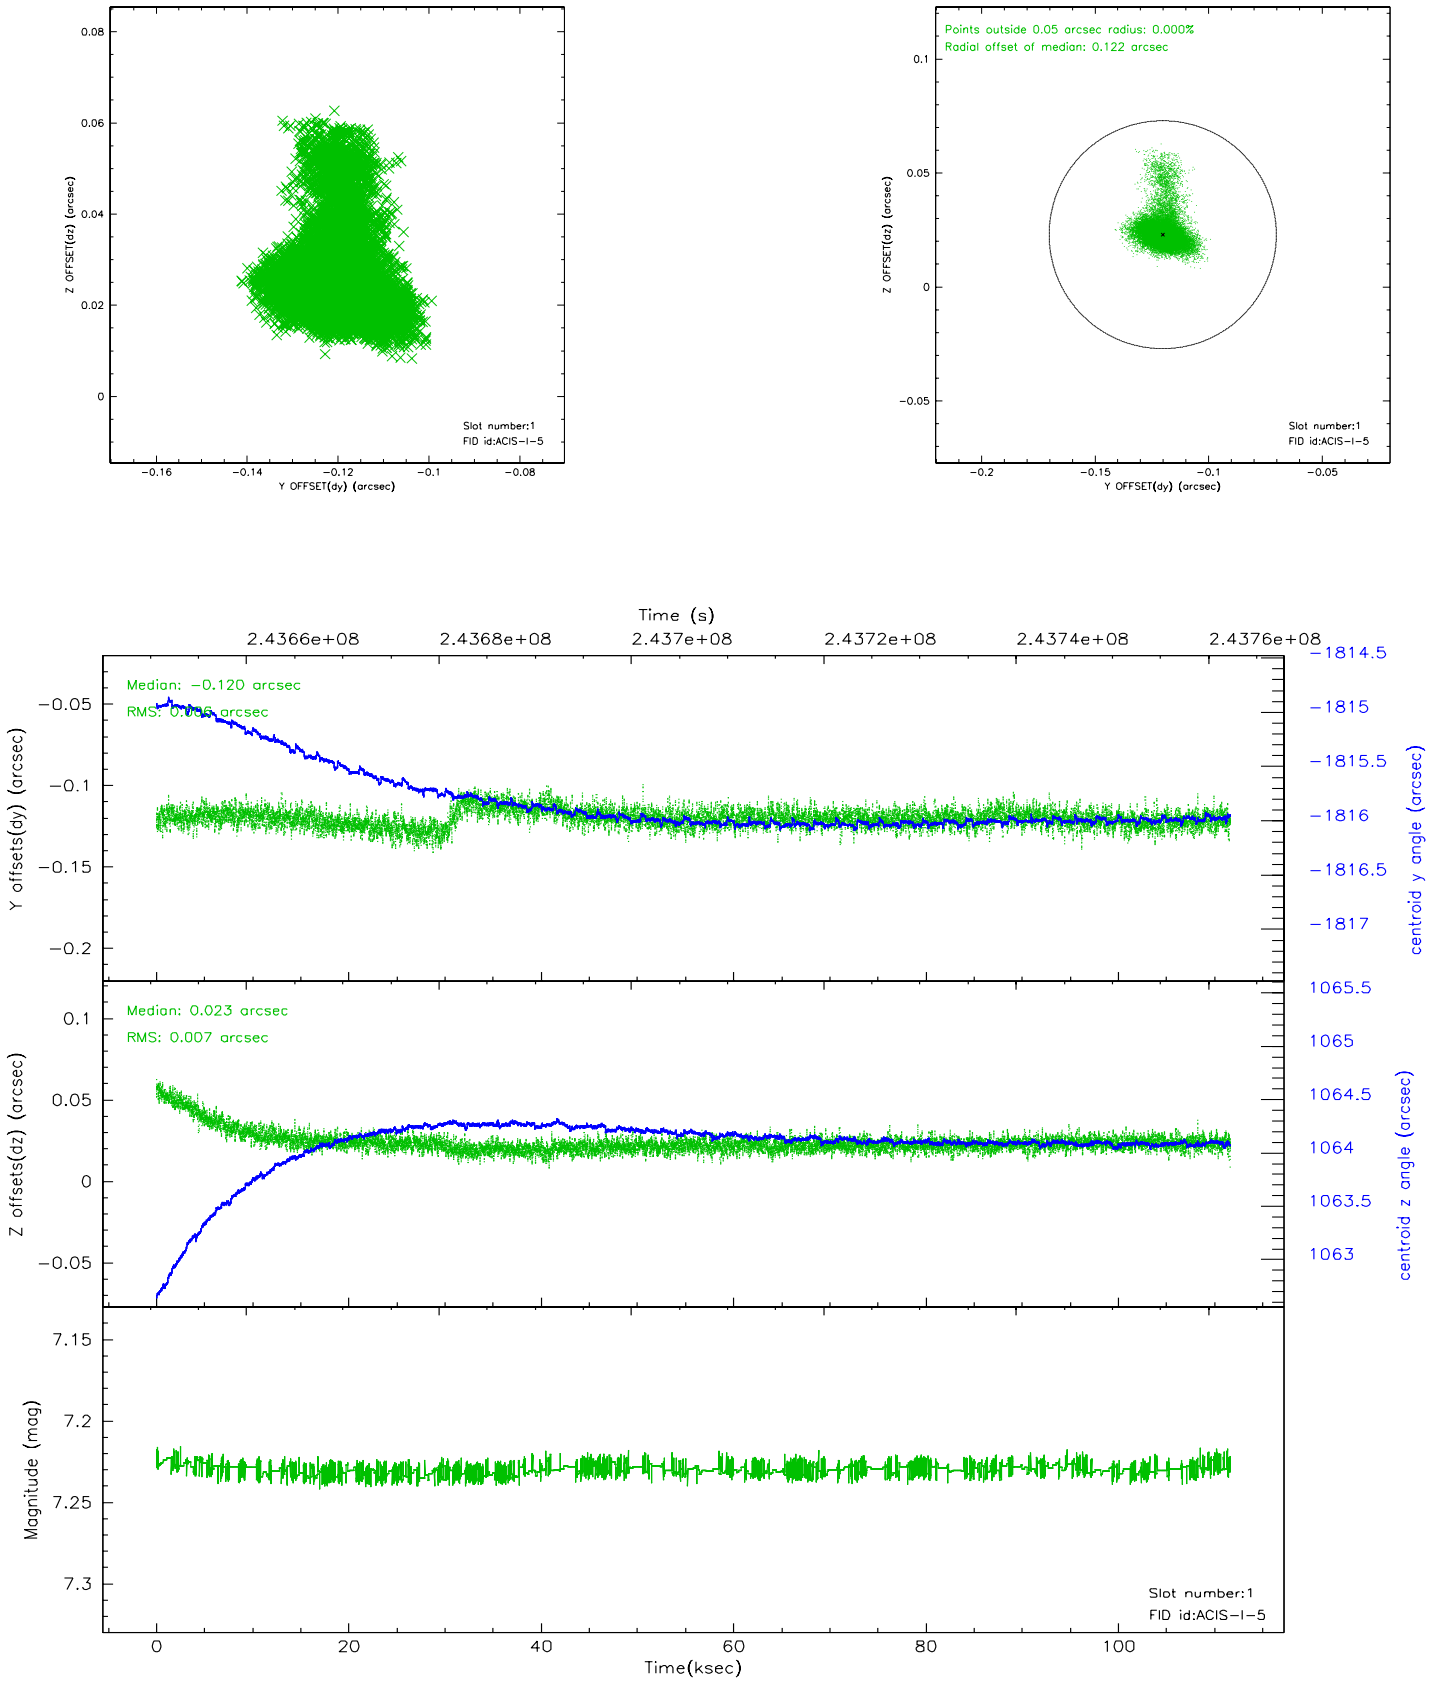 0.08
0.06
0.04
0.02
0
Z OFFSET(dz) (arcsec)
−0.16 −0.14 −0.12 −0.1 −0.08
Y OFFSET(dy) (arcsec)
Slot number:1
FID id:ACIS−I−5
Points outside 0.05 arcsec radius: 0.000%
Radial offset of median: 0.122 arcsec
0.1
0.05
0
−0.05
Z OFFSET(dz) (arcsec)
−0.2 −0.15 −0.1 −0.05
Y OFFSET(dy) (arcsec)
Slot number:1
FID id:ACIS−I−5
Time (s)
2.4366e+08 2.4368e+08 2.437e+08 2.4372e+08 2.4374e+08 2.4376e+08
Median: −0.120 arcsec
RMS: arcsec
−0.05
−0.1
−0.15
−0.2
Y offsets(dy) (arcsec)
−1814.5
−1815
−1815.5
−1816
−1816.5
−1817
centroid y angle (arcsec)
Median: 0.023 arcsec
RMS: 0.007 arcsec
0.1
0.05
0
−0.05
Z offsets(dz) (arcsec)
1065.5
1065
1064.5
1064
1063.5
1063
centroid z angle (arcsec)
7.15
7.2
7.25
7.3
Magnitude (mag)
Slot number:1
FID id:ACIS−I−5
0 20 40 60 80 100
Time(ksec)